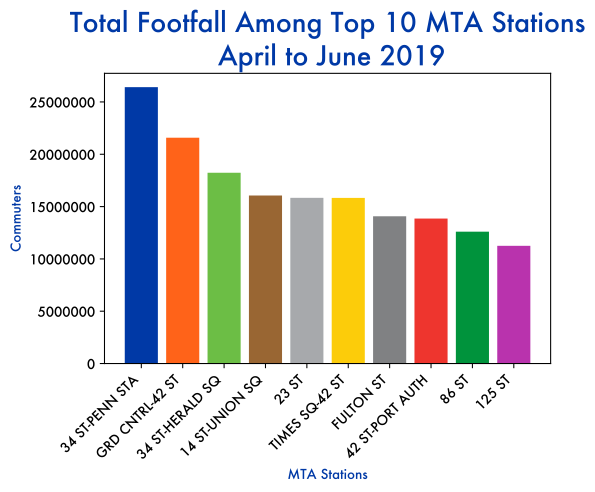 Total Footfall Among Top 10 MTA Stations
April to June 2019
Commuters
25000000
20000000
15000000
10000000
5000000
0
34 ST-PENN STA
GRD CNTRL-42 ST
34 ST-HERALD SQ
14 ST-UNION SQ
23 ST
TIMES SQ-42 ST
FULTON ST
42 ST-PORT AUTH
86 ST
125 ST
MTA Stations